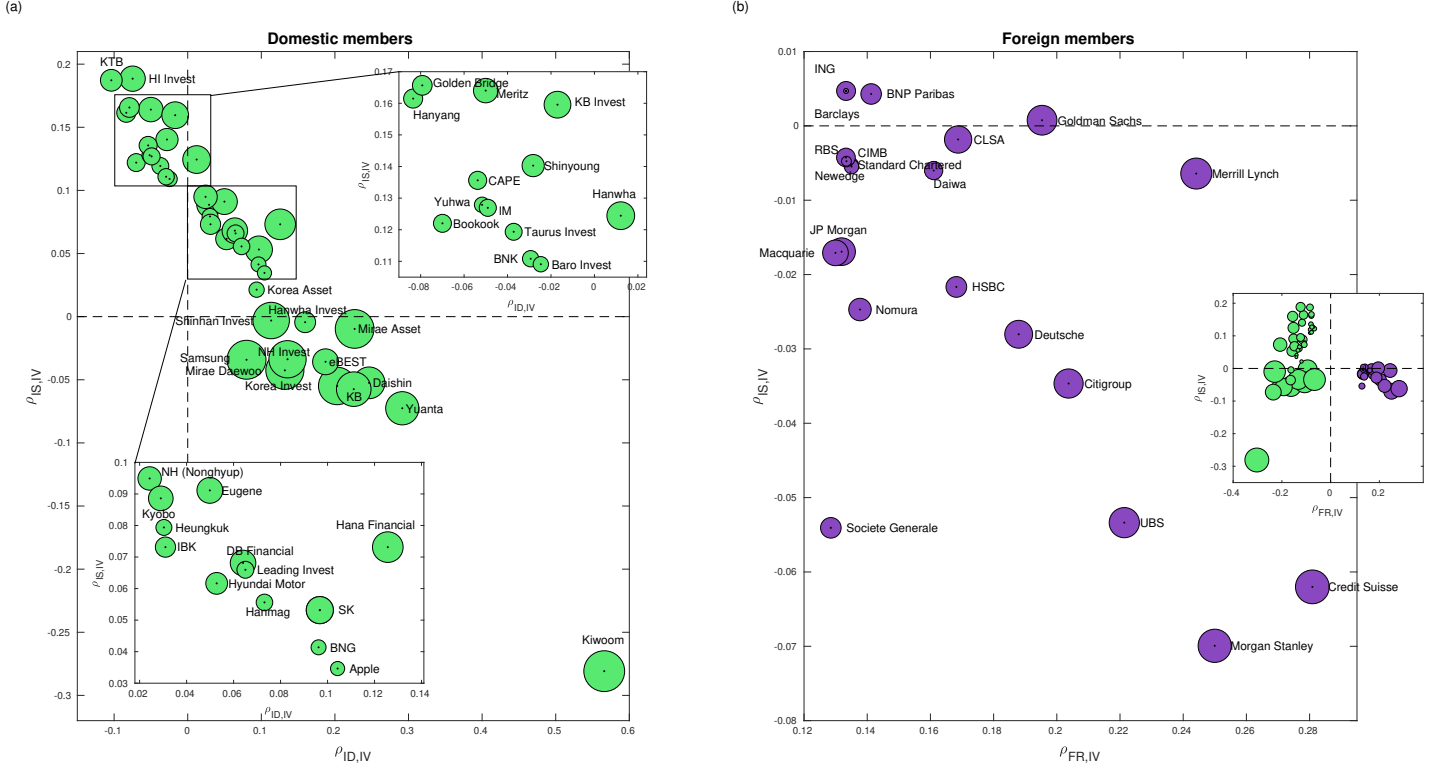 (a)
Domestic members
KTB
HI Invest
0.2
0.15
0.1
0.05
0
-0.05
-0.1
-0.15
-0.2
-0.25
-0.3
ρIS,IV
-0.1
0
0.1
0.2
0.3
0.4
0.5
0.6
ρID,IV
Korea Asset
Hanwha Invest
Shinhan Invest
Mirae Asset
NH Invest
Samsung
Mirae Daewoo
eBEST
Korea Invest
Daishin
KB
Yuanta
Kiwoom
0.17
0.16
0.15
0.14
0.13
0.12
0.11
ρIS,IV
Golden Bridge
Meritz
Hanyang
KB Invest
Shinyoung
CAPE
Hanwha
Yuhwa
IM
Bookook
Taurus Invest
BNK
Baro Invest
-0.08
-0.06
-0.04
-0.02
0
0.02
ρID,IV
0.1
0.09
0.08
0.07
0.06
0.05
0.04
0.03
ρIS,IV
NH (Nonghyup)
Eugene
Kyobo
Heungkuk
Hana Financial
IBK
DB Financial
Leading Invest
Hyundai Motor
Hanmag
SK
BNG
Apple
0.02
0.04
0.06
0.08
0.1
0.12
0.14
ρID,IV
(b)
Foreign members
0.01
0
-0.01
-0.02
-0.03
-0.04
-0.05
-0.06
-0.07
-0.08
ρIS,IV
ING
BNP Paribas
Barclays
Goldman Sachs
CLSA
RBS
CIMB
Standard Chartered
Newedge
Daiwa
Merrill Lynch
JP Morgan
Macquarie
HSBC
Nomura
Deutsche
Citigroup
Societe Generale
UBS
Credit Suisse
Morgan Stanley
0.12
0.14
0.16
0.18
0.2
0.22
0.24
0.26
0.28
ρFR,IV
0.2
0.1
0
-0.1
-0.2
-0.3
ρIS,IV
-0.4
-0.2
0
0.2
ρFR,IV